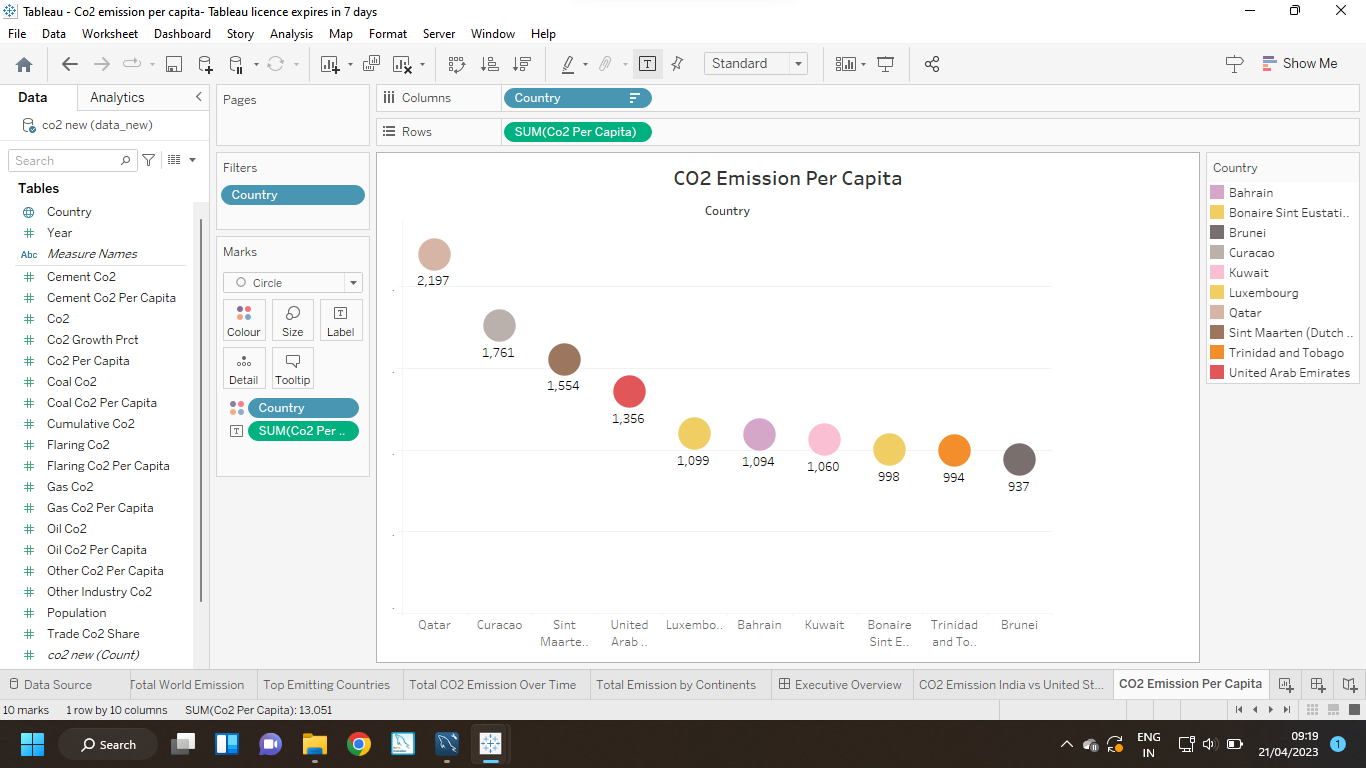 Tableau - Co2 emission per capita- Tableau licence expires in 7 days
File Data Worksheet Dashboard Story Analysis Map Format Server Window Help
Standard
Show Me
Data Analytics
co2 new (data_new)
Search
Tables
Country
Year
Abc Measure Names
Cement Co2
Cement Co2 Per Capita
Co2
Co2 Growth Prct
Co2 Per Capita
Coal Co2
Coal Co2 Per Capita
Cumulative Co2
Flaring Co2
Flaring Co2 Per Capita
Gas Co2
Gas Co2 Per Capita
Oil Co2
Oil Co2 Per Capita
Other Co2 Per Capita
Other Industry Co2
Population
Trade Co2 Share
co2 new (Count)
Pages
Filters
Country
Marks
Circle
Colour Size Label
Detail Tooltip
Country
SUM(Co2 Per ..
Columns Country
Rows SUM(Co2 Per Capita)
CO2 Emission Per Capita
Country
2,197
1,761
1,554
1,356
1,099
1,094
1,060
998
994
937
Qatar
Curacao
Sint
Maarte..
United
Arab ..
Luxembo..
Bahrain
Kuwait
Bonaire
Sint E..
Trinidad
and To..
Brunei
Country
Bahrain
Bonaire Sint Eustati..
Brunei
Curacao
Kuwait
Luxembourg
Qatar
Sint Maarten (Dutch ..
Trinidad and Tobago
United Arab Emirates
Data Source Total World Emission Top Emitting Countries Total CO2 Emission Over Time Total Emission by Continents Executive Overview CO2 Emission India vs United St... CO2 Emission Per Capita
10 marks 1 row by 10 columns SUM(Co2 Per Capita): 13,051
Search
ENG
IN
09:19
21/04/2023
1